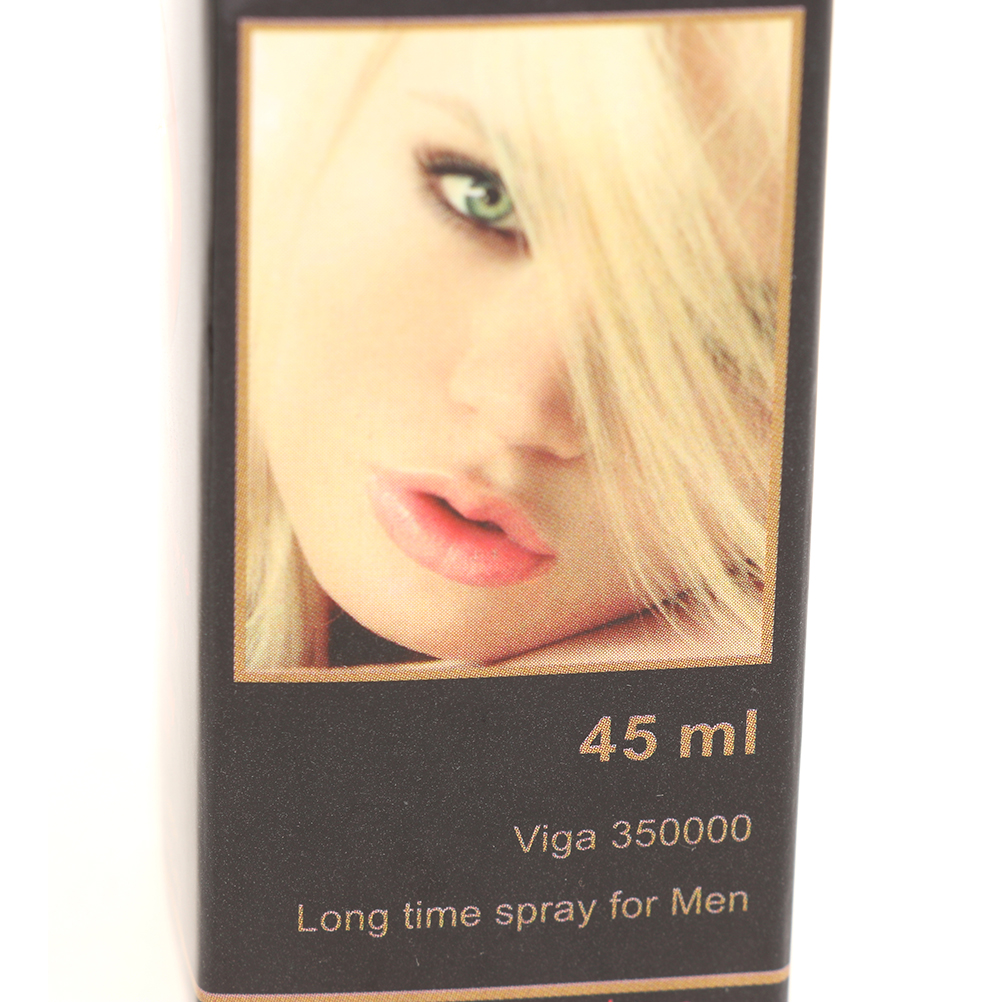 45 ml
Viga 350000
Long time spray for Men